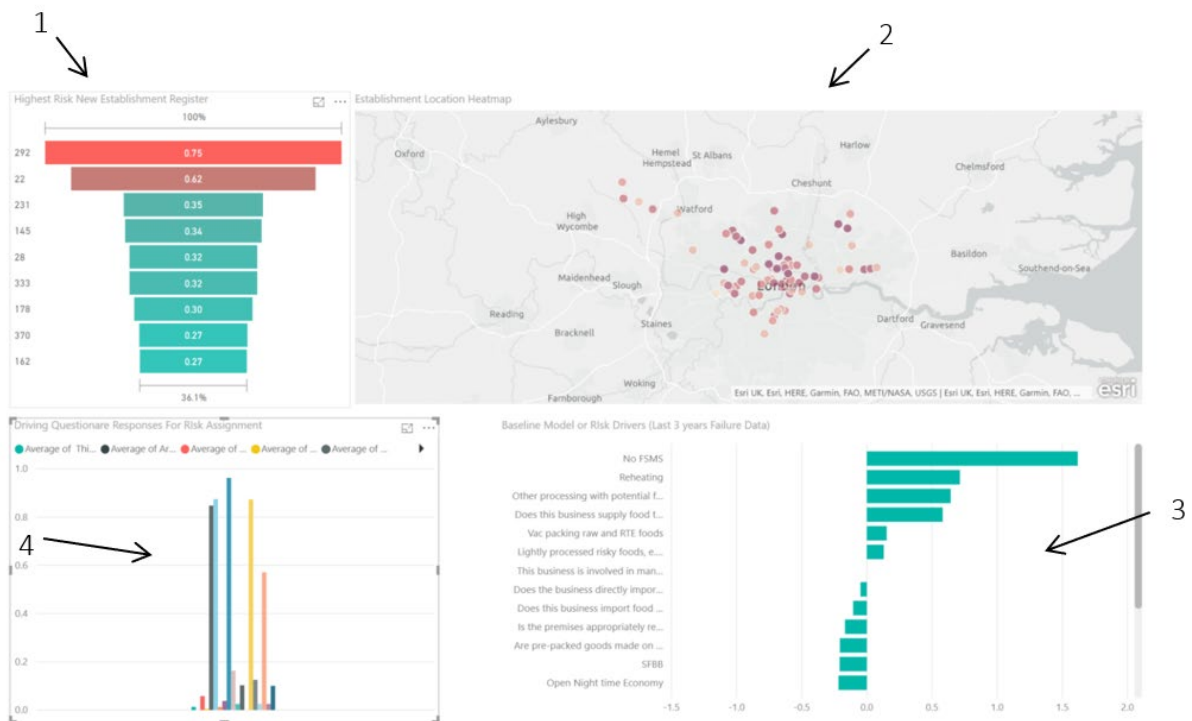 1
2
Highest Risk New Establishment Register
100%
292 0.75
22 0.62
231 0.35
145 0.34
28 0.32
333 0.32
178 0.30
370 0.27
162 0.27
36.1%
Establishment Location Heatmap
Aylesbury
Oxford
Hemel
Hempstead
St Albans
Harlow
Chelmsford
Cheshunt
Watford
High
Wycombe
Basildon
Southend-on-Sea
Maidenhead
Slough
London
Reading
Staines
Dartford
Gravesend
Bracknell
Woking
Farnborough
Esri UK, Esri, HERE, Garmin, FAO, METI/NASA, USGS | Esri UK, Esri, HERE, Garmin, FAO, ...
esri
Driving Questionare Responses For RIsk Assignment
Average of Thi... Average of Ar... Average of ... Average of ... Average of ...
1.0
0.8
0.6
0.4
0.2
0.0
4
Baseline Model or RIsk Drivers (Last 3 years Failure Data)
No FSMS
Reheating
Other processing with potential f...
Does this business supply food t...
Vac packing raw and RTE foods
Lightly processed risky foods, e....
This business is involved in man...
Does the business directly impor...
Does this business import food ...
Is the premises appropriately re...
Are pre-packed goods made on ...
SFBB
Open Night time Economy
-1.5 -1.0 -0.5 0.0 0.5 1.0 1.5 2.0
3